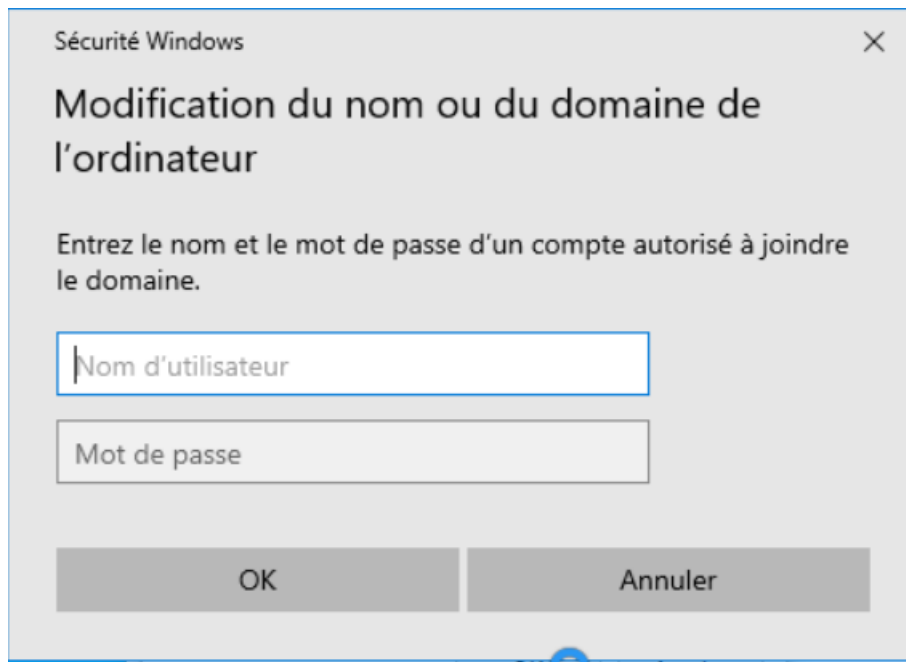 Sécurité Windows
Modification du nom ou du domaine de
l'ordinateur
Entrez le nom et le mot de passe d'un compte autorisé à joindre
le domaine.
Nom d'utilisateur
Mot de passe
OK
Annuler